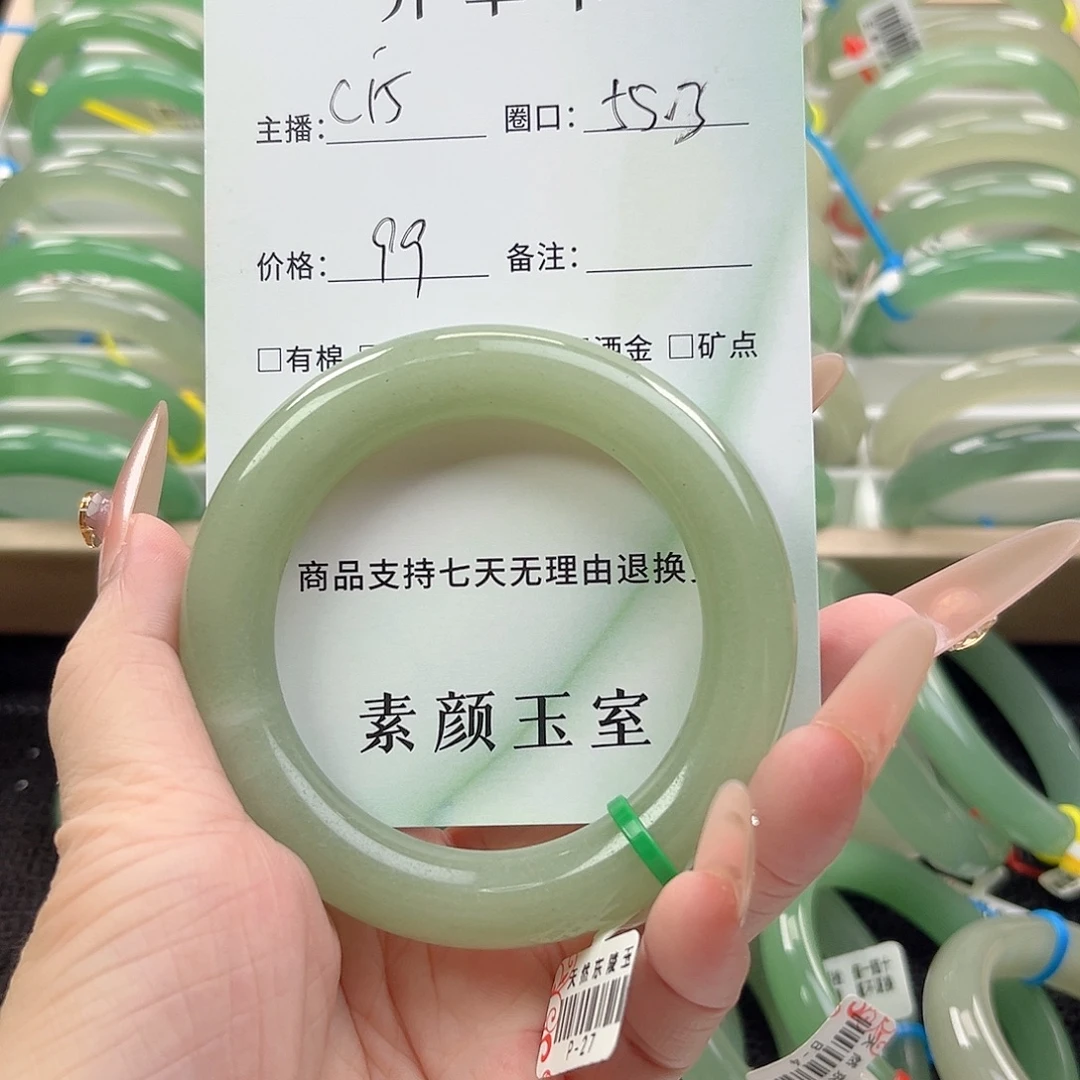 主播: C15 圈口: 55.3
价格: 99 备注:
□有棉 洒金 □矿点
商品支持七天无理由退换
素颜玉室
天然东陵玉
P-27